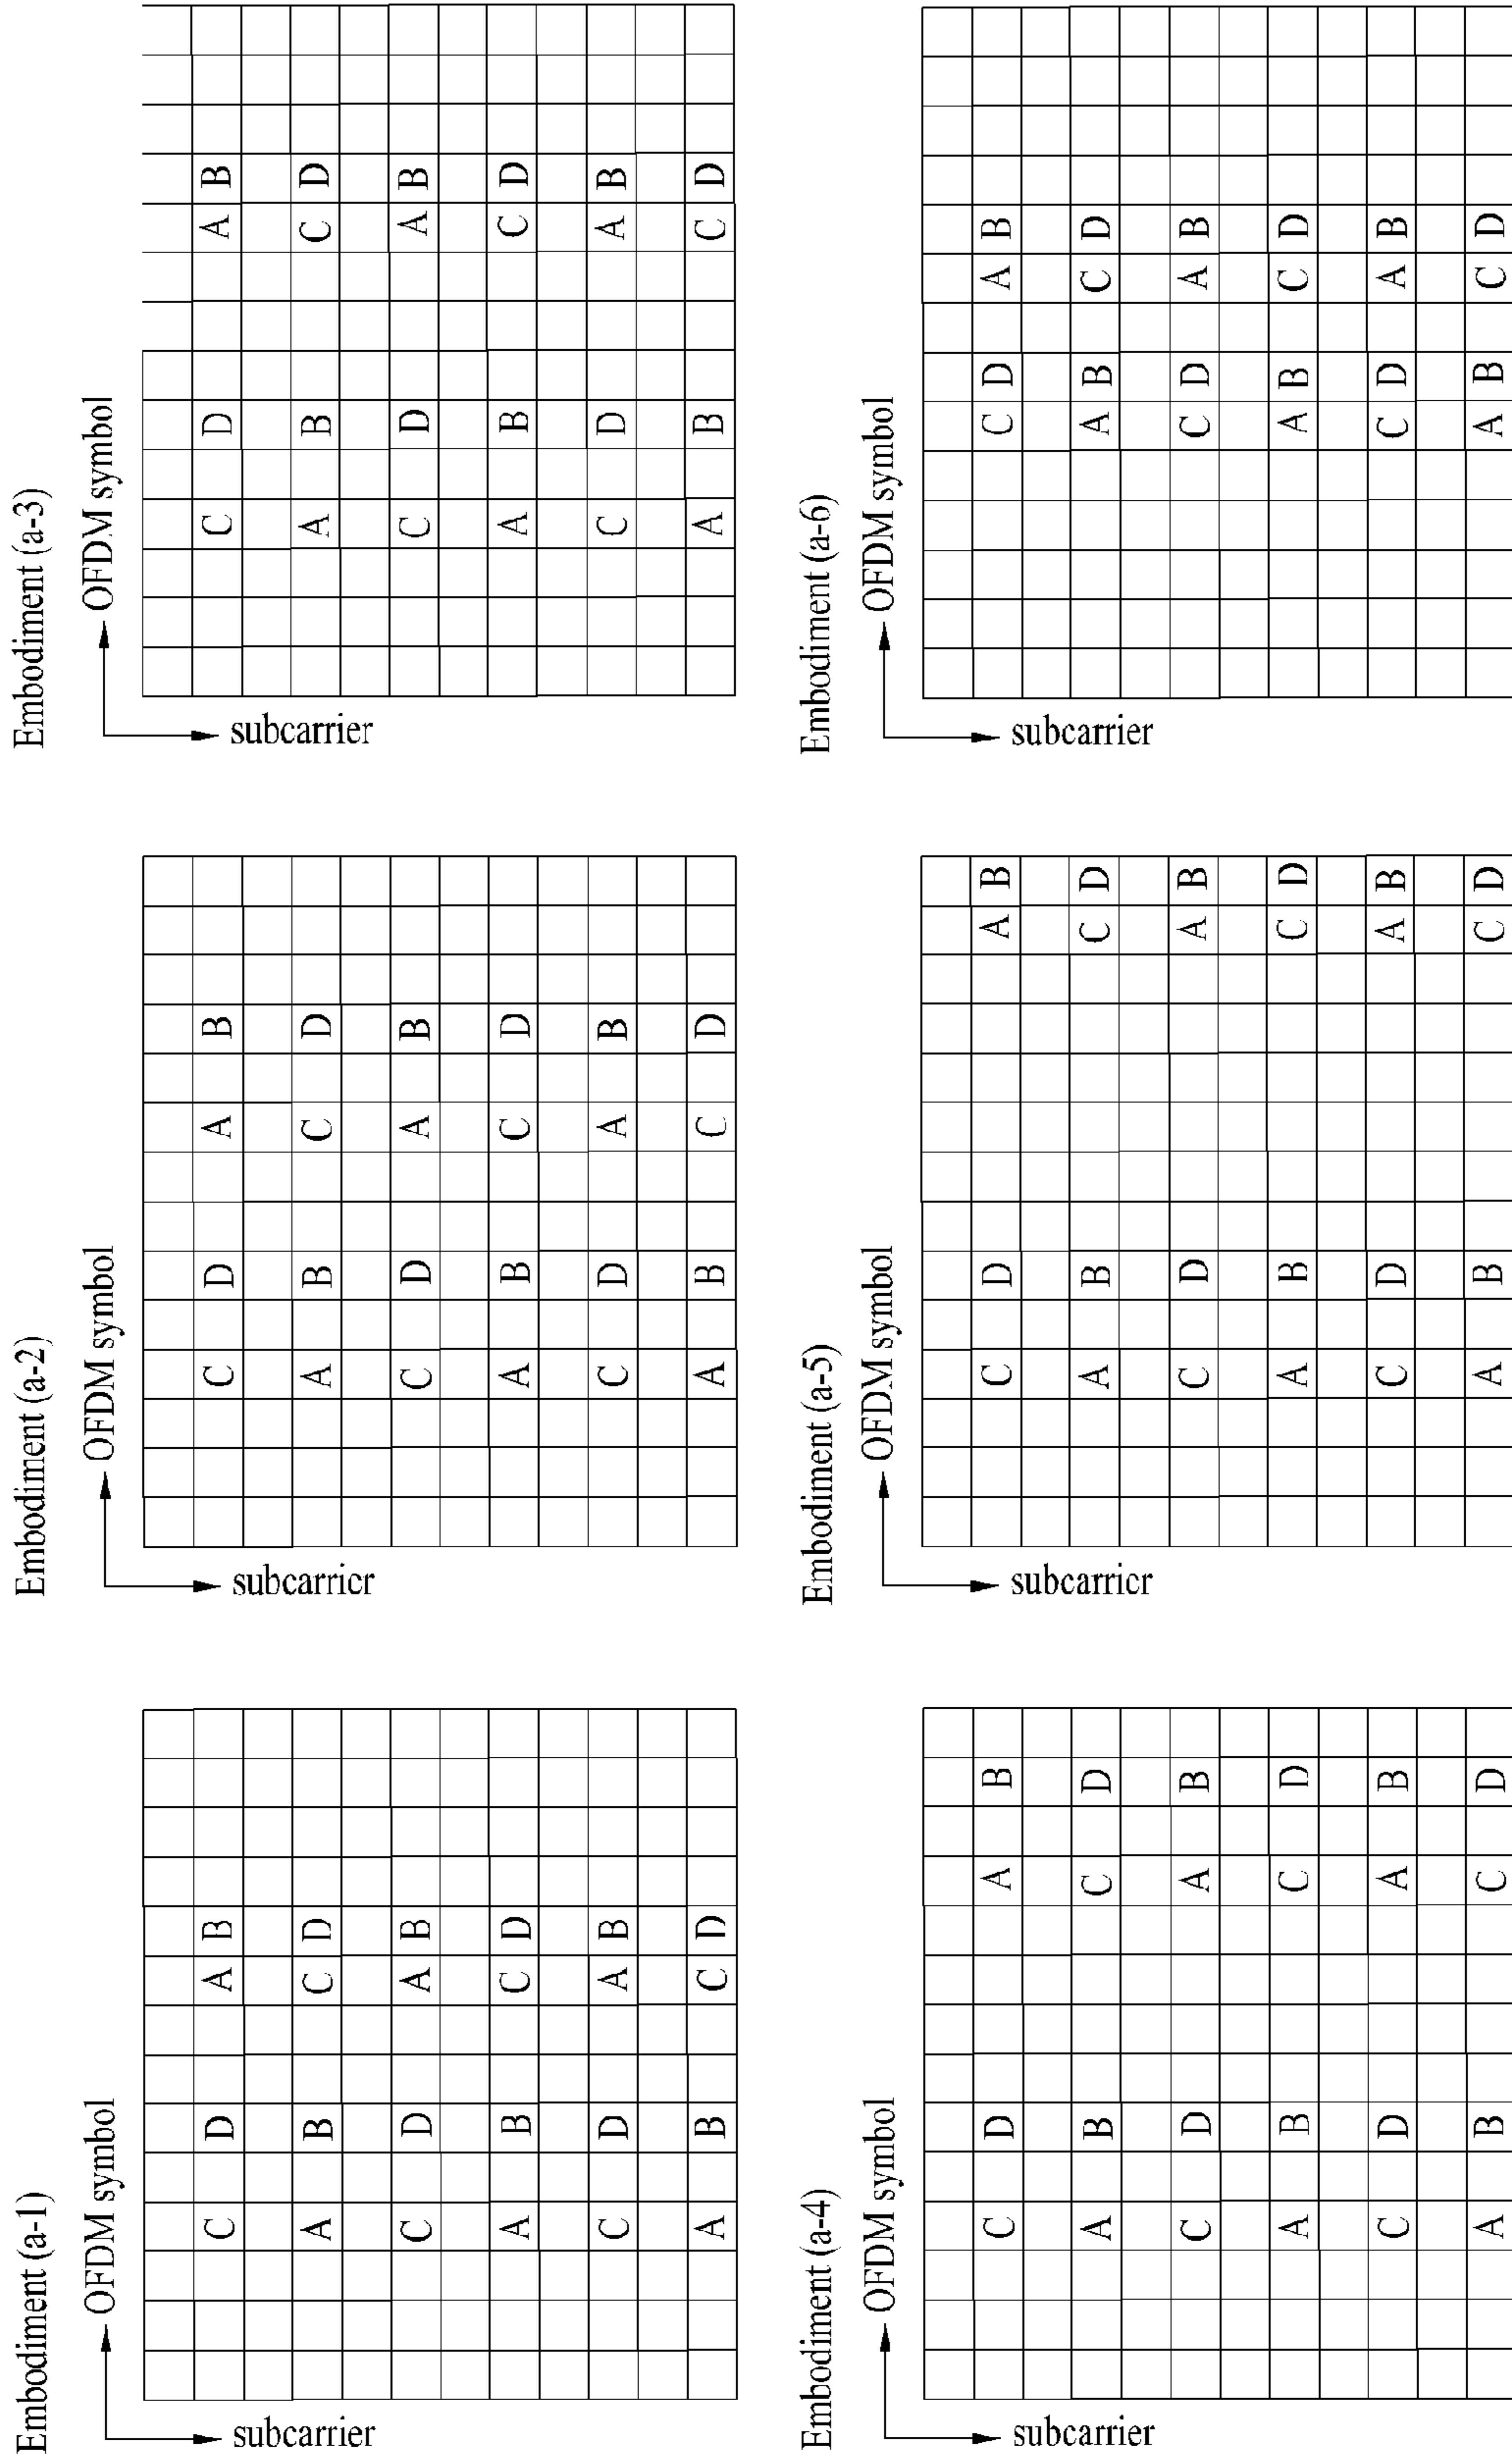 Embodiment (a-1)
OFDM symbol
subcarrier
C D A B
A B C D
C D A B
A B C D
C D A B
A B C D
Embodiment (a-2)
OFDM symbol
subcarrier
C D A B
A B C D
C D A B
A B C D
C D A B
A B C D
Embodiment (a-3)
OFDM symbol
subcarrier
C D A B
A B C D
C D A B
A B C D
C D A B
A B C D
Embodiment (a-4)
OFDM symbol
subcarrier
C D A B
A B C D
C D A B
A B C D
C D A B
A B C D
Embodiment (a-5)
OFDM symbol
subcarrier
C D A B
A B C D
C D A B
A B C D
C D A B
A B C D
Embodiment (a-6)
OFDM symbol
subcarrier
C D A B
A B C D
C D A B
A B C D
C D A B
A B C D